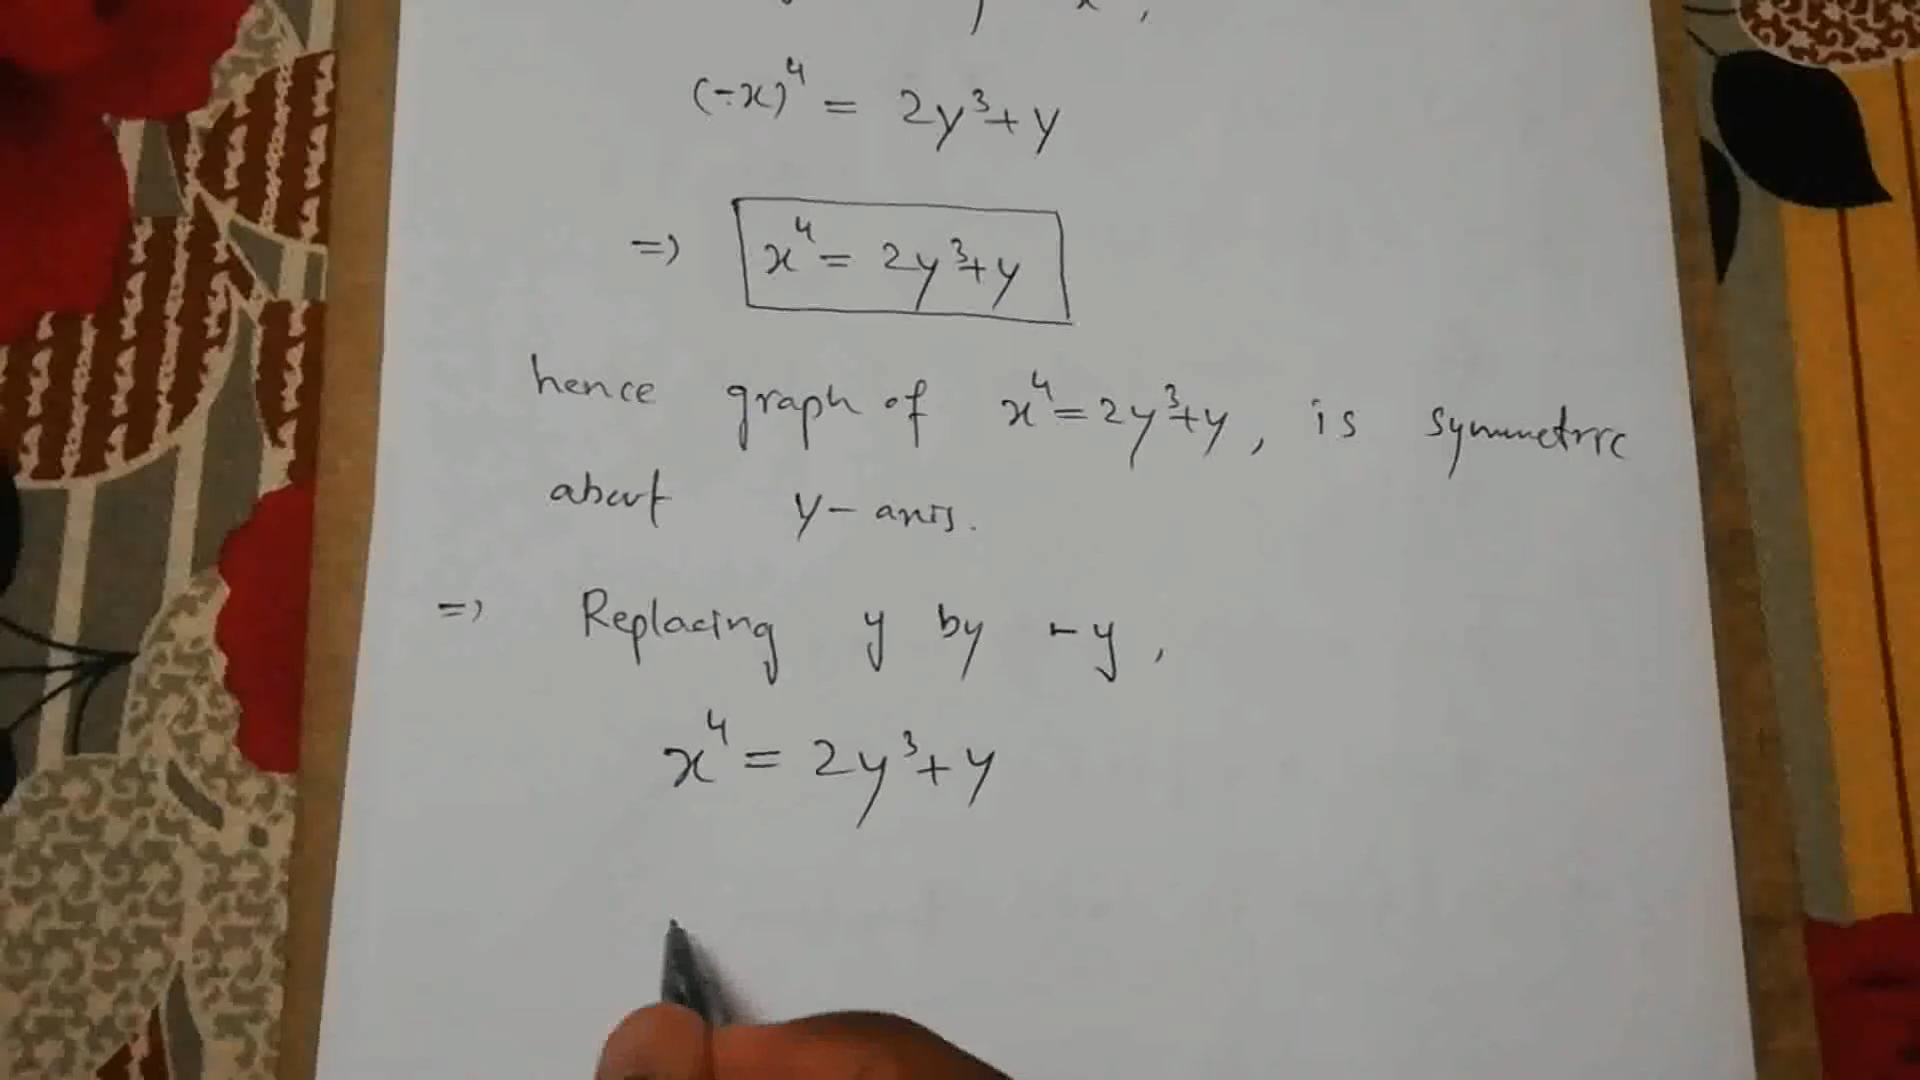 (-x)⁴ = 2y³+y
=> x⁴ = 2y³+y
hence graph of x⁴=2y³+y, is symmetric
about y-axis.
=> Replacing y by -y,
x⁴ = 2y³+y